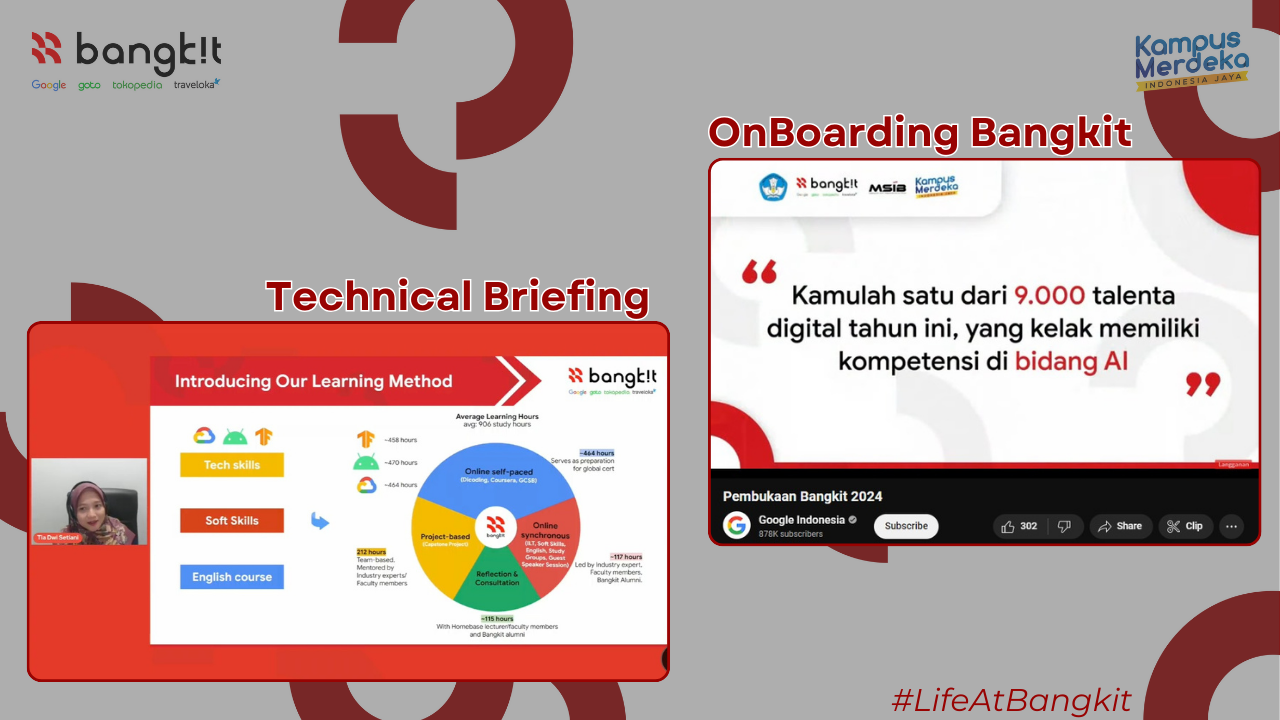 bangk!t
Google goto tokopedia traveloka
Kampus
Merdeka
INDONESIA JAYA
OnBoarding Bangkit
bangk!t
Google goto tokopedia traveloka
MSIB
Kampus
Merdeka
“
Kamulah satu dari 9.000 talenta
digital tahun ini, yang kelak memiliki
kompetensi di bidang AI
”
Langganan
Pembukaan Bangkit 2024
Google Indonesia
878K subscribers
Subscribe
302
Share
Clip
Technical Briefing
Introducing Our Learning Method
bangk!t
Google goto tokopedia traveloka
Tech skills
Soft Skills
English course
~458 hours
~470 hours
~464 hours
Average Learning Hours
avg: 906 study hours
Online self-paced
(Dicoding, Coursera, GCSB)
~464 hours
Serves as preparation
for global cert
Project-based
(Capstone Project)
bangk!t
Online
synchronous
(ILT, Soft Skills,
English, Study
Groups, Guest
Speaker Session)
~117 hours
Led by industry expert,
Faculty members,
Bangkit Alumni.
212 hours
Team-based.
Mentored by
Industry experts/
Faculty members
Reflection &
Consultation
~115 hours
With Homebase lecturer/faculty members
and Bangkit alumni
Tia Dwi Setiani
#LifeAtBangkit